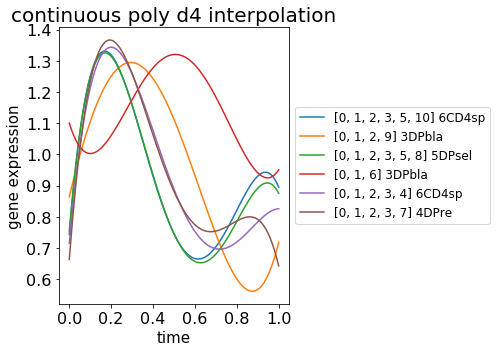 continuous poly d4 interpolation
gene expression
1.4
1.3
1.2
1.1
1.0
0.9
0.8
0.7
0.6
0.0 0.2 0.4 0.6 0.8 1.0
time
[0, 1, 2, 3, 5, 10] 6CD4sp
[0, 1, 2, 9] 3DPbla
[0, 1, 2, 3, 5, 8] 5DPsel
[0, 1, 6] 3DPbla
[0, 1, 2, 3, 4] 6CD4sp
[0, 1, 2, 3, 7] 4DPre